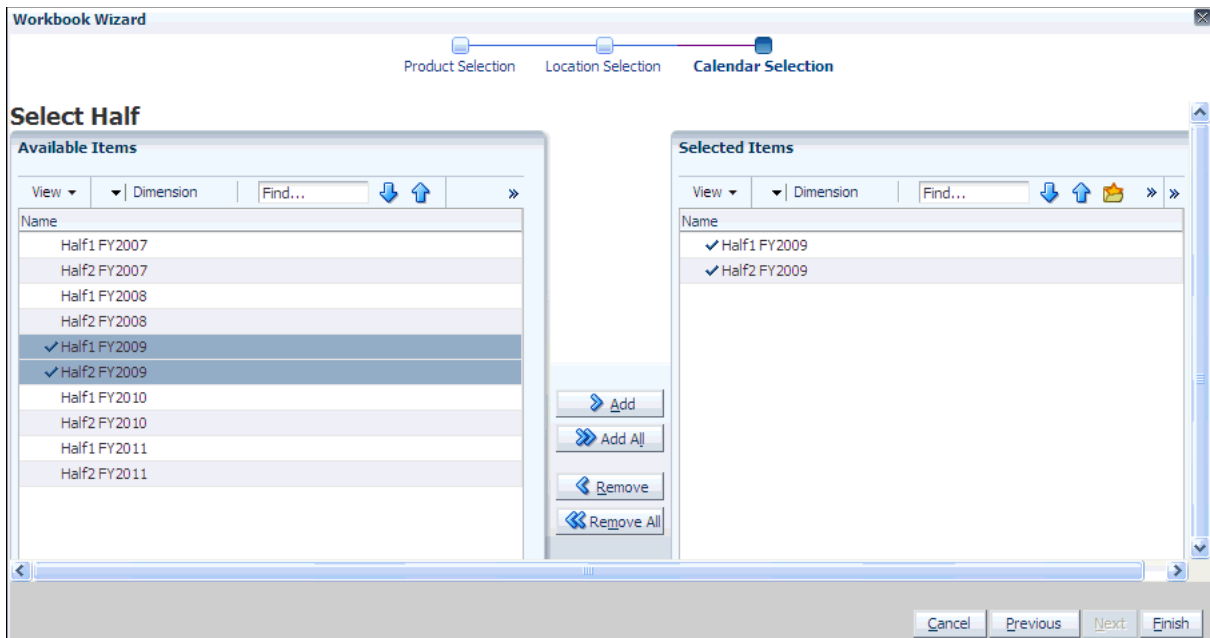 Workbook Wizard
Product Selection Location Selection Calendar Selection
Select Half
Available Items
View Dimension Find...
Name
Half1 FY2007
Half2 FY2007
Half1 FY2008
Half2 FY2008
Half1 FY2009
Half2 FY2009
Half1 FY2010
Half2 FY2010
Half1 FY2011
Half2 FY2011
Add
Add All
Remove
Remove All
Selected Items
View Dimension Find...
Name
Half1 FY2009
Half2 FY2009
Cancel Previous Next Finish